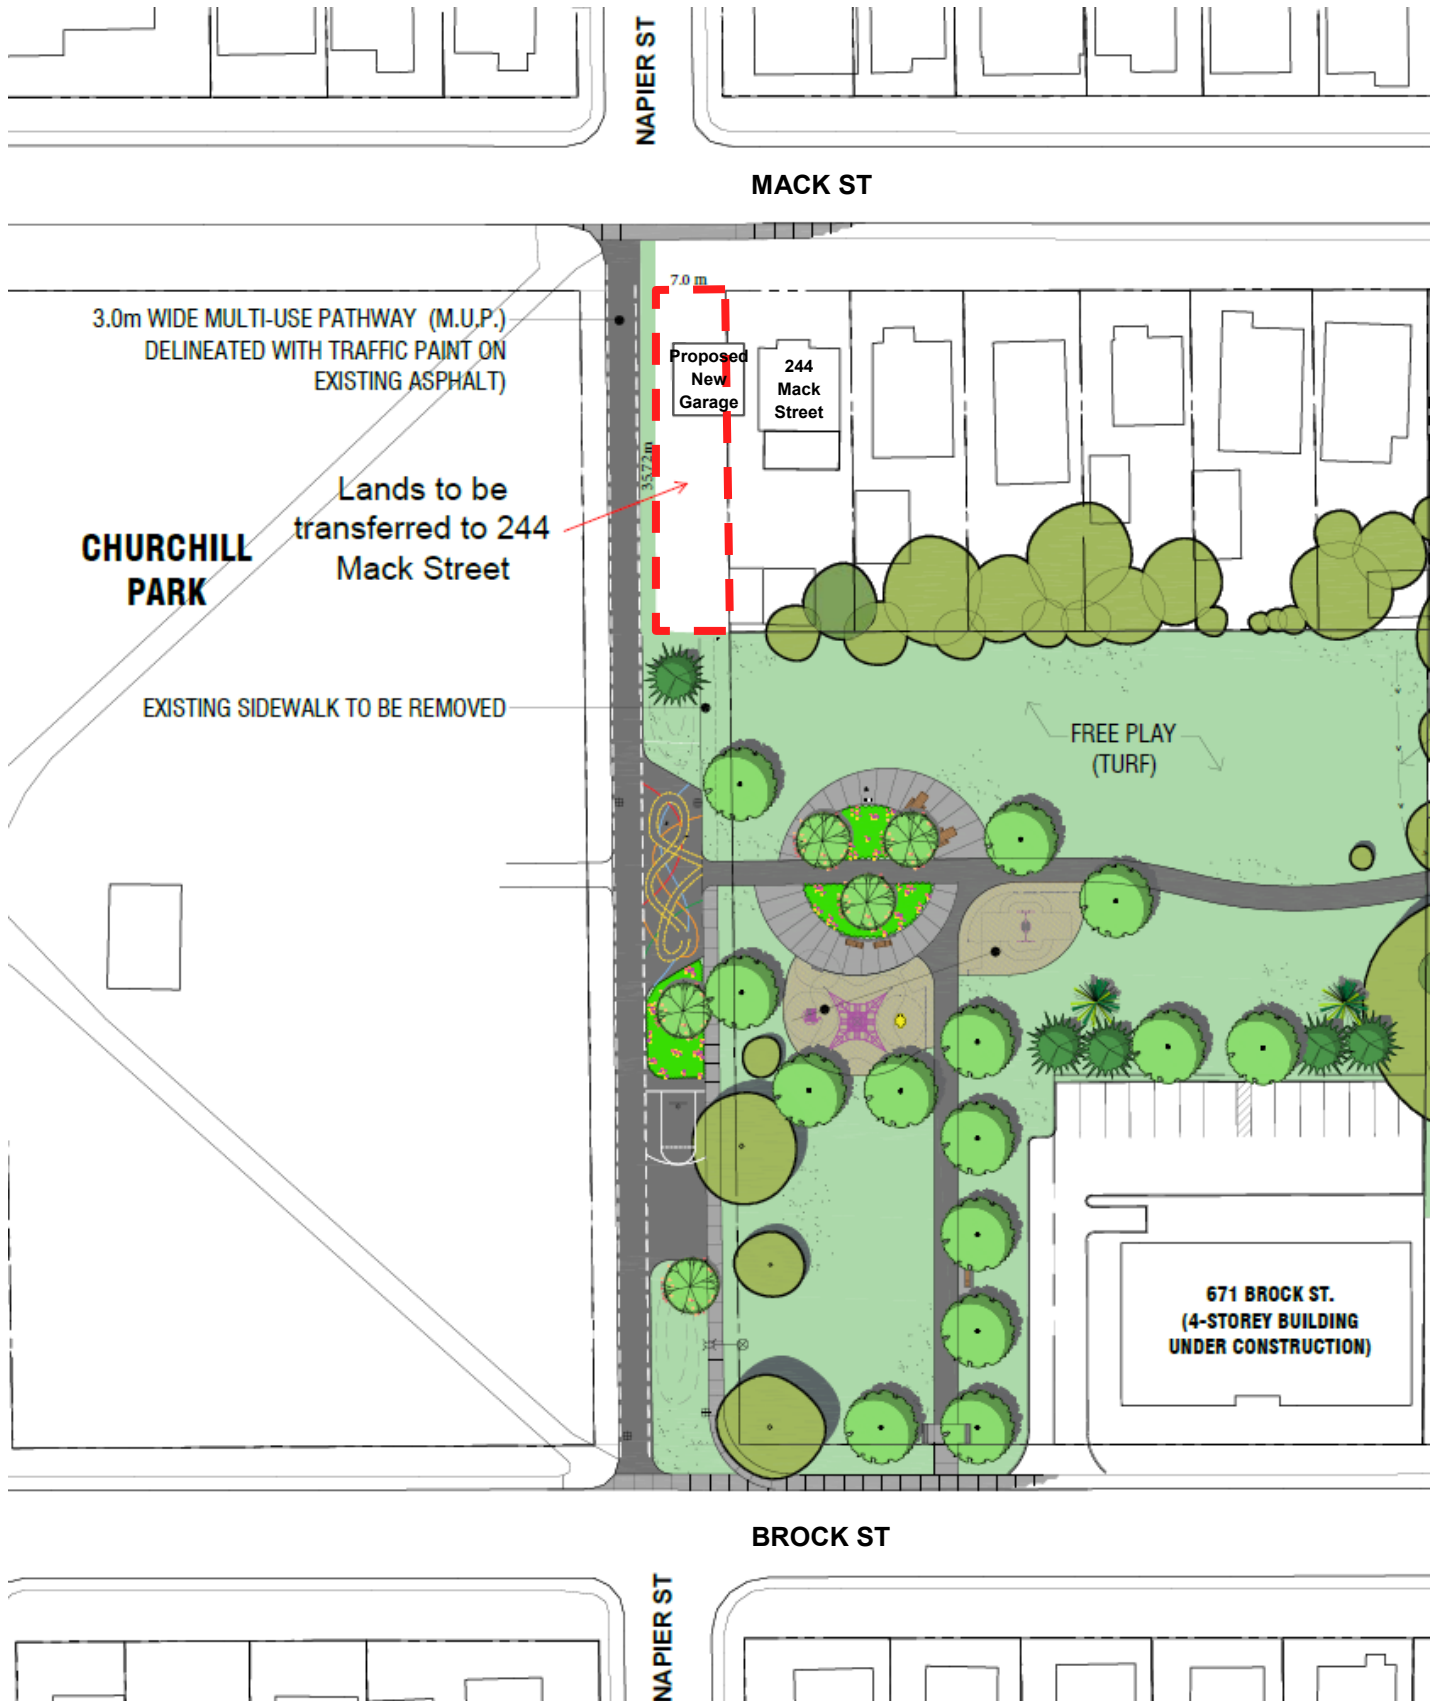 NAPIER ST
MACK ST
7.0 m
3.0m WIDE MULTI-USE PATHWAY (M.U.P.)
DELINEATED WITH TRAFFIC PAINT ON
EXISTING ASPHALT)
Proposed
New
Garage
244
Mack
Street
35.72m
Lands to be
transferred to 244
Mack Street
CHURCHILL
PARK
EXISTING SIDEWALK TO BE REMOVED
FREE PLAY
(TURF)
671 BROCK ST.
(4-STOREY BUILDING
UNDER CONSTRUCTION)
BROCK ST
NAPIER ST